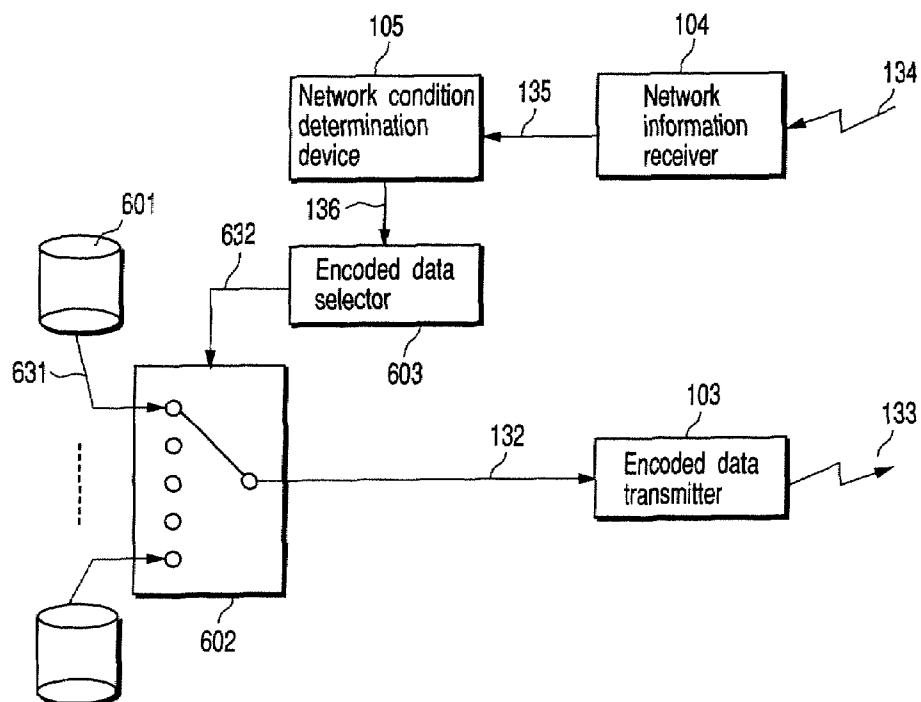 105
104
134
Network condition
determination
device
135
Network
information
receiver
136
601
632
Encoded data
selector
603
631
103
133
132
Encoded data
transmitter
602